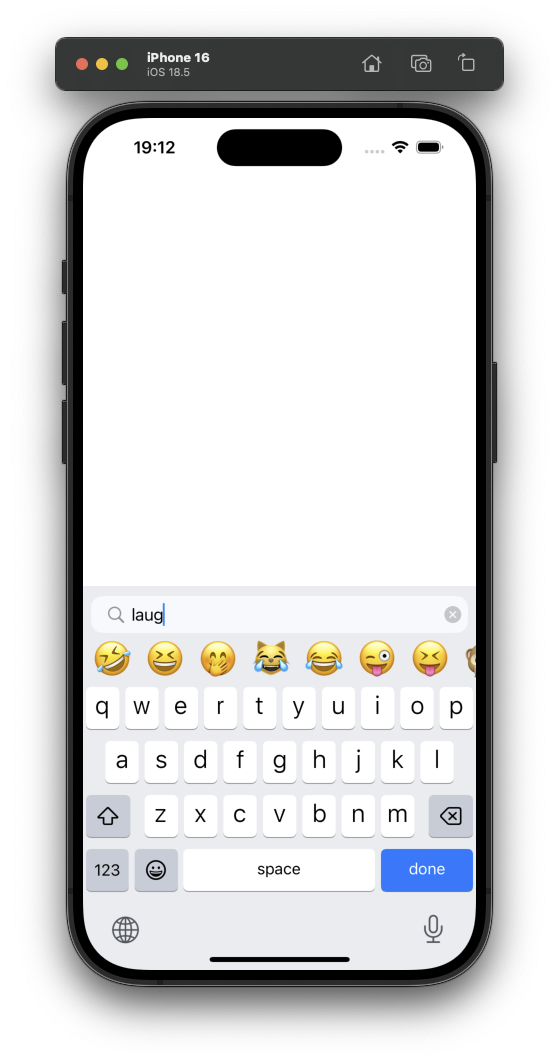 iPhone 16
iOS 18.5
19:12
laug
q w e r t y u i o p
a s d f g h j k l
z x c v b n m
123 space done